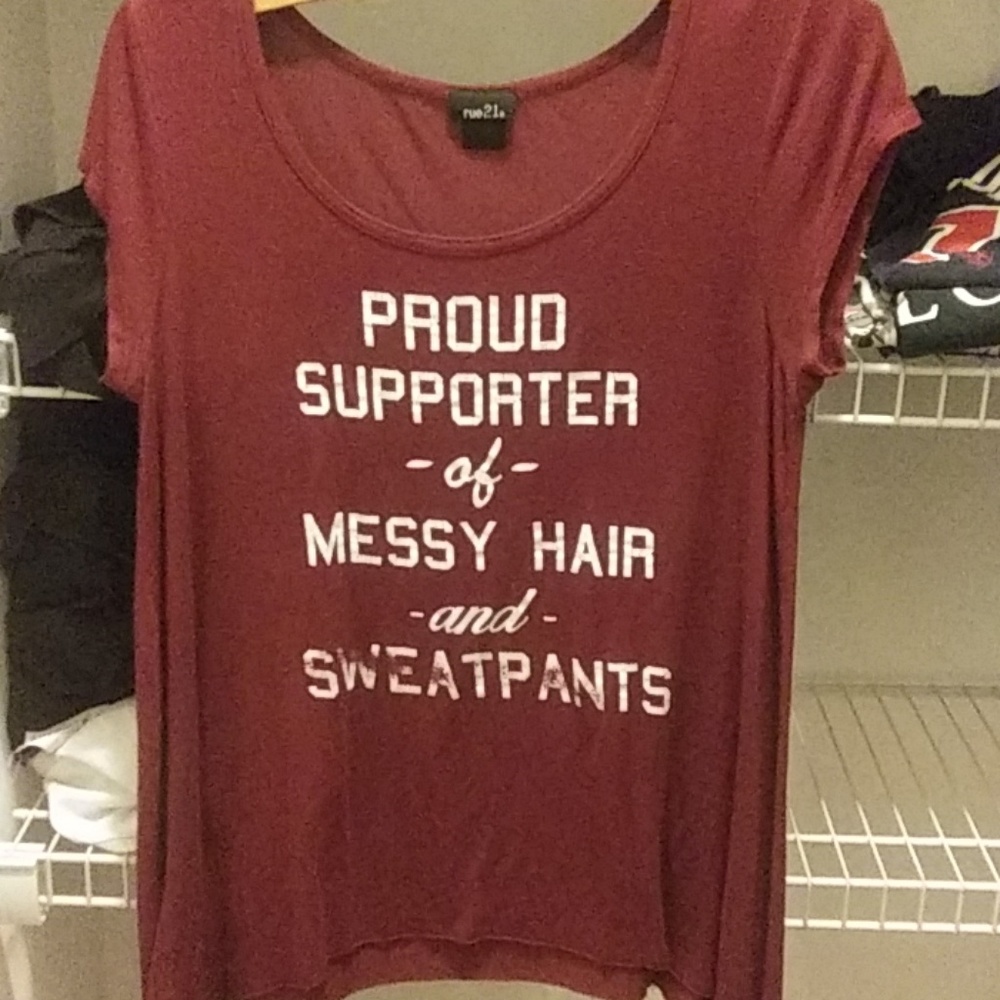 rue21
PROUD
SUPPORTER
-of-
MESSY HAIR
-and-
SWEATPANTS